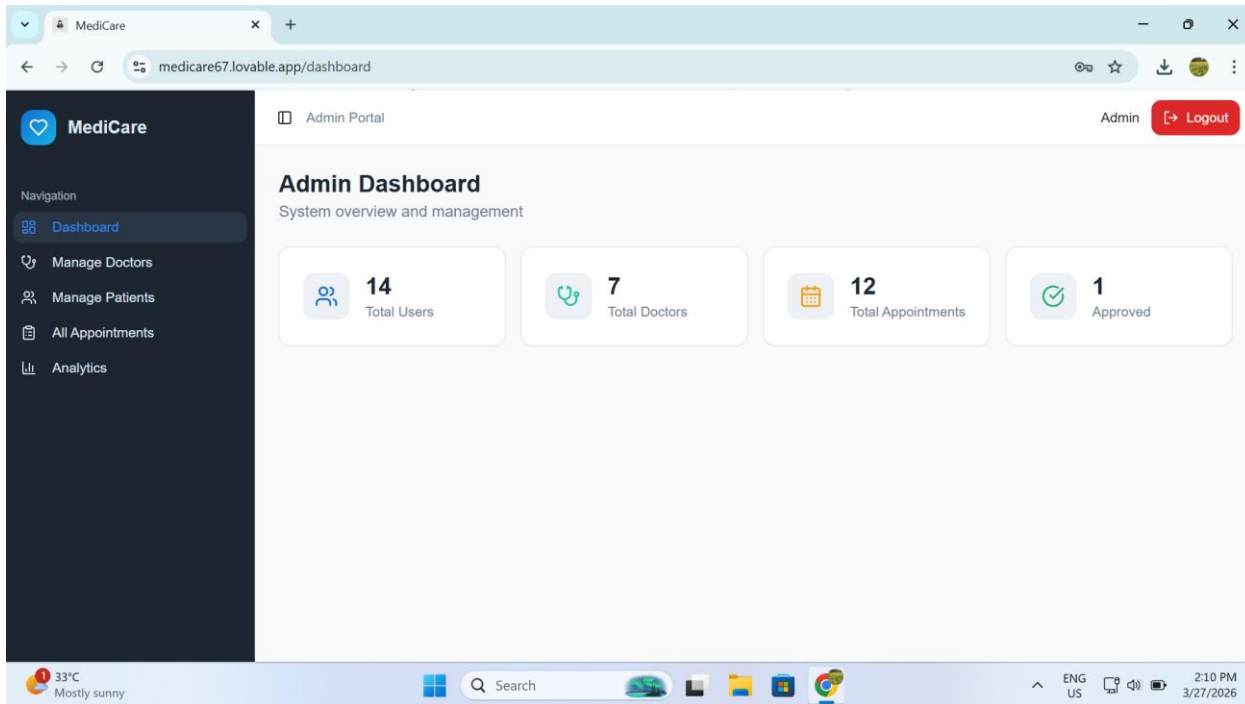 MediCare
medicare67.lovable.app/dashboard
MediCare
Admin Portal
Admin
Logout
Navigation
Dashboard
Manage Doctors
Manage Patients
All Appointments
Analytics
Admin Dashboard
System overview and management
14
Total Users
7
Total Doctors
12
Total Appointments
1
Approved
1
33°C
Mostly sunny
Search
ENG
US
2:10 PM
3/27/2026